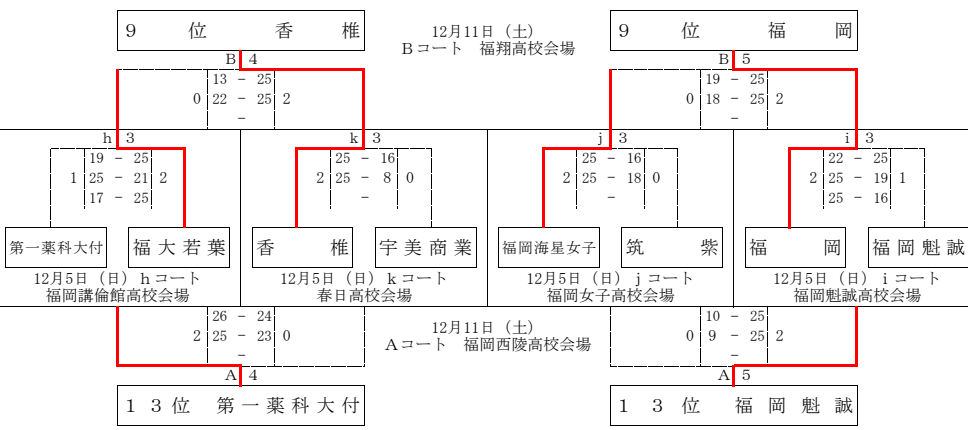 ９位香椎
12月11日（土）
Ｂコート　福翔高校会場
９位福岡
Ｂ 4
Ｂ 5
13 － 25
0 22 － 25 2
－
19 － 25
0 18 － 25 2
－
ｈ 3
ｋ 3
ｊ 3
ｉ 3
19 － 25
1 25 － 21 2
17 － 25
25 － 16
2 25 － 8 0
－
25 － 16
2 25 － 18 0
－
22 － 25
2 25 － 19 1
25 － 16
第一薬科大付
福大若葉
香椎
宇美商業
福岡海星女子
筑紫
福岡
福岡魁誠
12月5日（日）ｈコート
福岡講倫館高校会場
12月5日（日）ｋコート
春日高校会場
12月5日（日）ｊコート
福岡女子高校会場
12月5日（日）ｉコート
福岡魁誠高校会場
26 － 24
2 25 － 23 0
－
12月11日（土）
Ａコート　福岡西陵高校会場
10 － 25
0 9 － 25 2
－
Ａ 4
Ａ 5
１３位　第一薬科大付
１３位　福岡魁誠